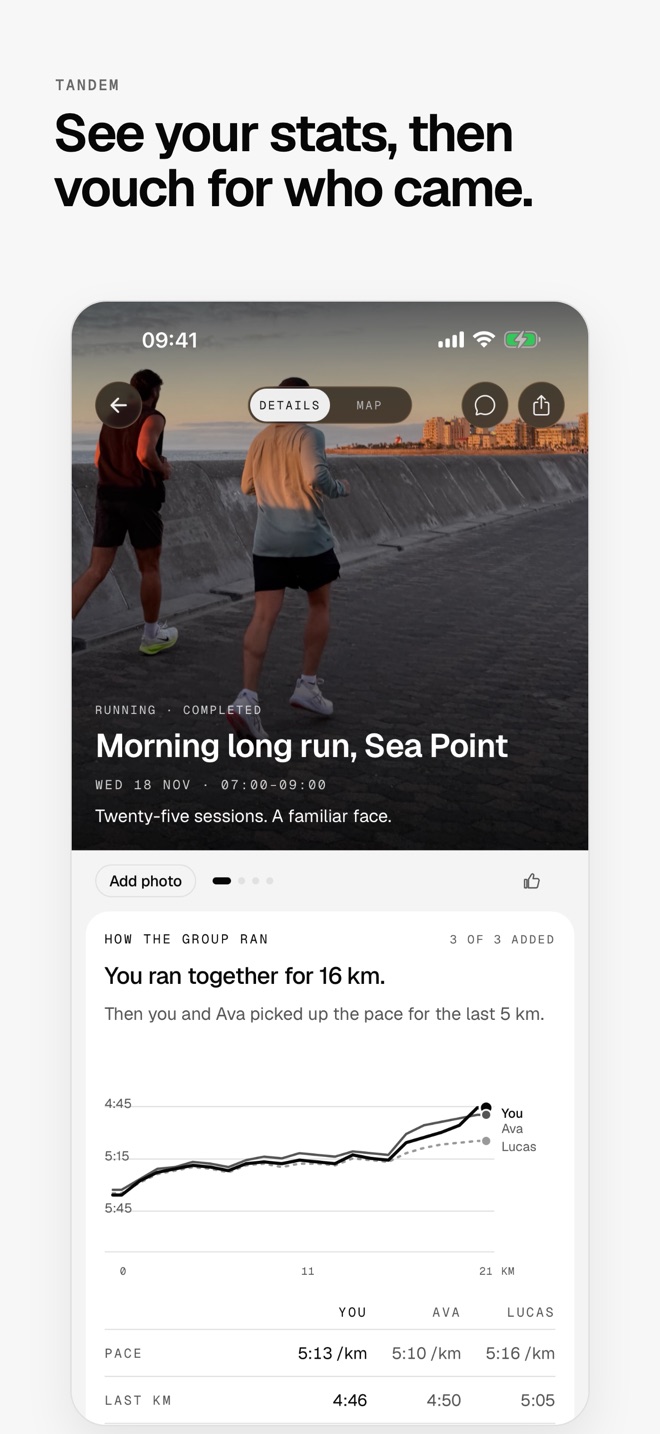 TANDEM
See your stats, then
vouch for who came.
09:41
DETAILS MAP
RUNNING · COMPLETED
Morning long run, Sea Point
WED 18 NOV · 07:00–09:00
Twenty-five sessions. A familiar face.
Add photo
HOW THE GROUP RAN 3 OF 3 ADDED
You ran together for 16 km.
Then you and Ava picked up the pace for the last 5 km.
4:45
You
Ava
Lucas
5:15
5:45
0 11 21 KM
YOU AVA LUCAS
PACE 5:13 /km 5:10 /km 5:16 /km
LAST KM 4:46 4:50 5:05